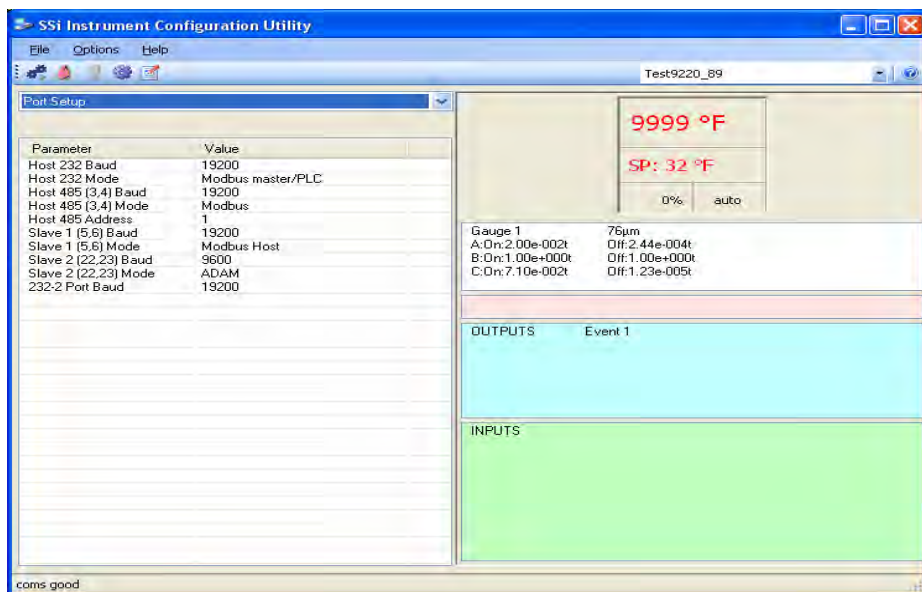 SSi Instrument Configuration Utility
File Options Help
Test9220_89
Port Setup
Parameter Value
Host 232 Baud 19200
Host 232 Mode Modbus master/PLC
Host 485 (3,4) Baud 19200
Host 485 (3,4) Mode Modbus
Host 485 Address 1
Slave 1 (5,6) Baud 19200
Slave 1 (5,6) Mode Modbus Host
Slave 2 (22,23) Baud 9600
Slave 2 (22,23) Mode ADAM
232-2 Port Baud 19200
9999 °F
SP: 32 °F
0% auto
Gauge 1 76µm
A:On:2.00e-002t Off:2.44e-004t
B:On:1.00e+000t Off:1.00e+000t
C:On:7.10e-002t Off:1.23e-005t
OUTPUTS Event 1
INPUTS
coms good